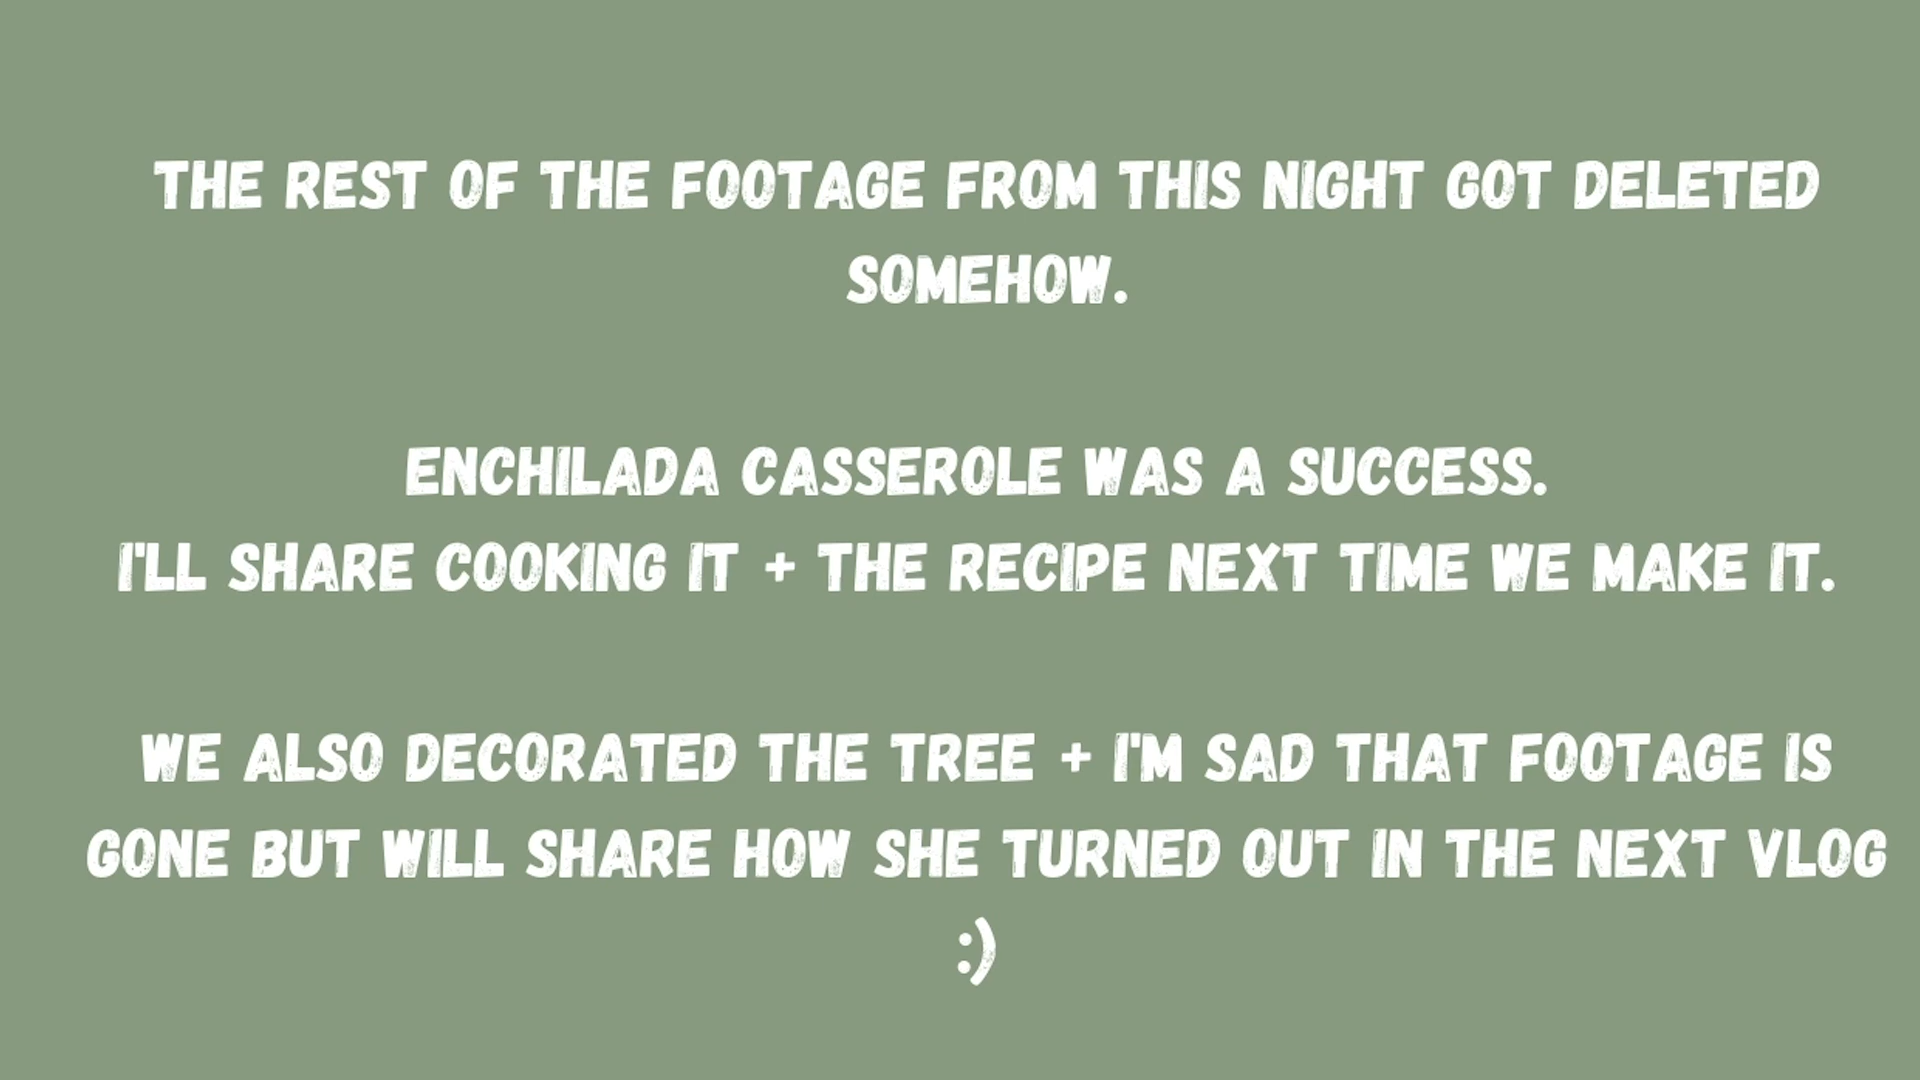 THE REST OF THE FOOTAGE FROM THIS NIGHT GOT DELETED
SOMEHOW.
ENCHILADA CASSEROLE WAS A SUCCESS.
I'LL SHARE COOKING IT + THE RECIPE NEXT TIME WE MAKE IT.
WE ALSO DECORATED THE TREE + I'M SAD THAT FOOTAGE IS
GONE BUT WILL SHARE HOW SHE TURNED OUT IN THE NEXT VLOG
:)